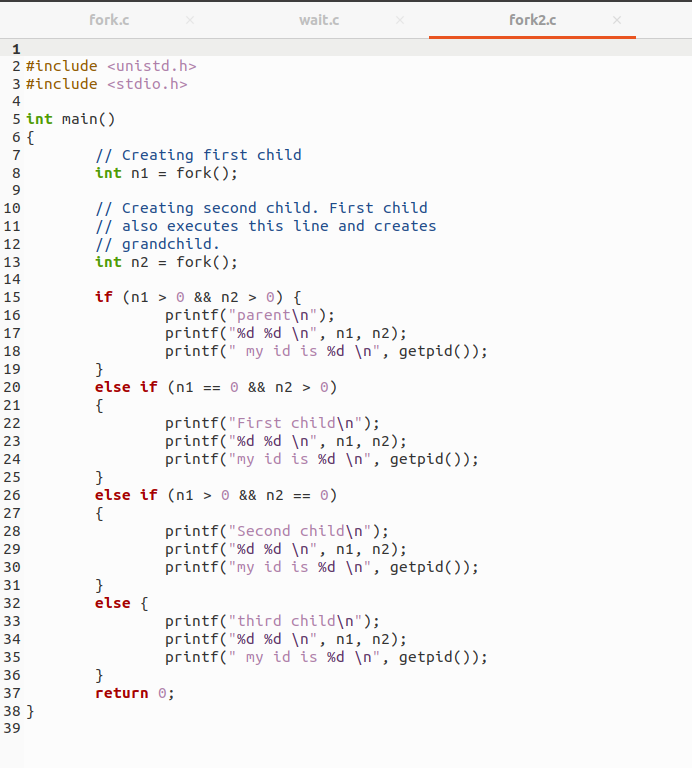 fork.c × wait.c × fork2.c ×
1
2 #include <unistd.h>
3 #include <stdio.h>
4
5 int main()
6 {
7         // Creating first child
8         int n1 = fork();
9
10         // Creating second child. First child
11         // also executes this line and creates
12         // grandchild.
13         int n2 = fork();
14
15         if (n1 > 0 && n2 > 0) {
16                 printf("parent\n");
17                 printf("%d %d \n", n1, n2);
18                 printf(" my id is %d \n", getpid());
19         }
20         else if (n1 == 0 && n2 > 0)
21         {
22                 printf("First child\n");
23                 printf("%d %d \n", n1, n2);
24                 printf("my id is %d \n", getpid());
25         }
26         else if (n1 > 0 && n2 == 0)
27         {
28                 printf("Second child\n");
29                 printf("%d %d \n", n1, n2);
30                 printf("my id is %d \n", getpid());
31         }
32         else {
33                 printf("third child\n");
34                 printf("%d %d \n", n1, n2);
35                 printf(" my id is %d \n", getpid());
36         }
37         return 0;
38 }
39